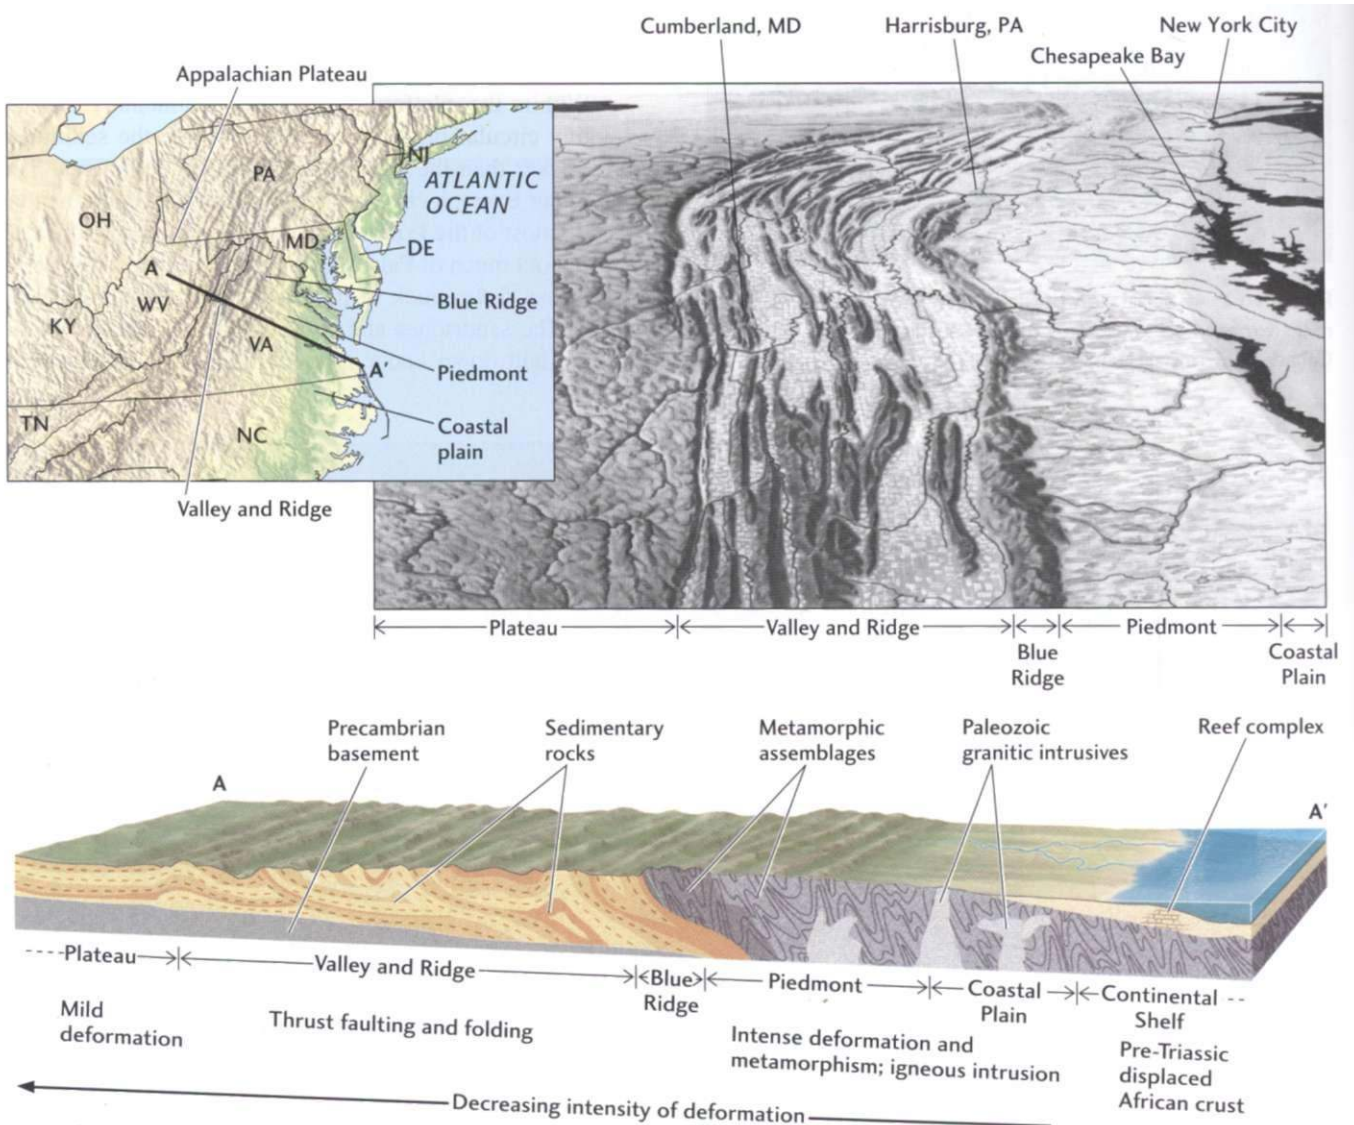 Cumberland, MD
Harrisburg, PA
New York City
Chesapeake Bay
Appalachian Plateau
PA
NJ
ATLANTIC
OCEAN
OH
MD
DE
A
WV
Blue Ridge
KY
VA
A'
Piedmont
TN
NC
Coastal
plain
Valley and Ridge
Plateau
Valley and Ridge
Blue
Ridge
Piedmont
Coastal
Plain
Precambrian
basement
Sedimentary
rocks
Metamorphic
assemblages
Paleozoic
granitic intrusives
Reef complex
A
A'
Plateau
Valley and Ridge
Blue
Ridge
Piedmont
Coastal
Plain
Continental
Shelf
Mild
deformation
Thrust faulting and folding
Intense deformation and
metamorphism; igneous intrusion
Pre-Triassic
displaced
African crust
Decreasing intensity of deformation